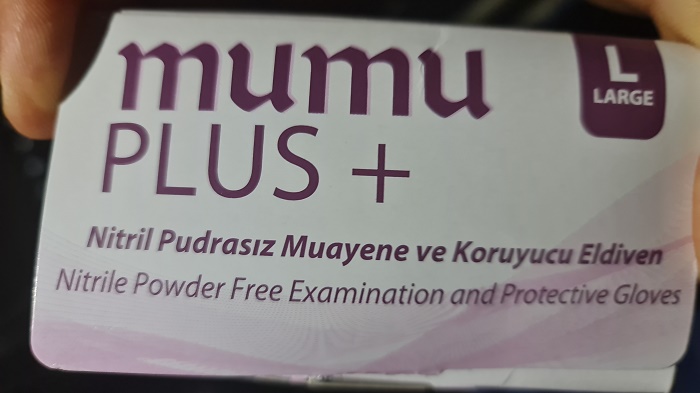 mumu
PLUS +
L
LARGE
Nitril Pudrasız Muayene ve Koruyucu Eldiven
Nitrile Powder Free Examination and Protective Gloves